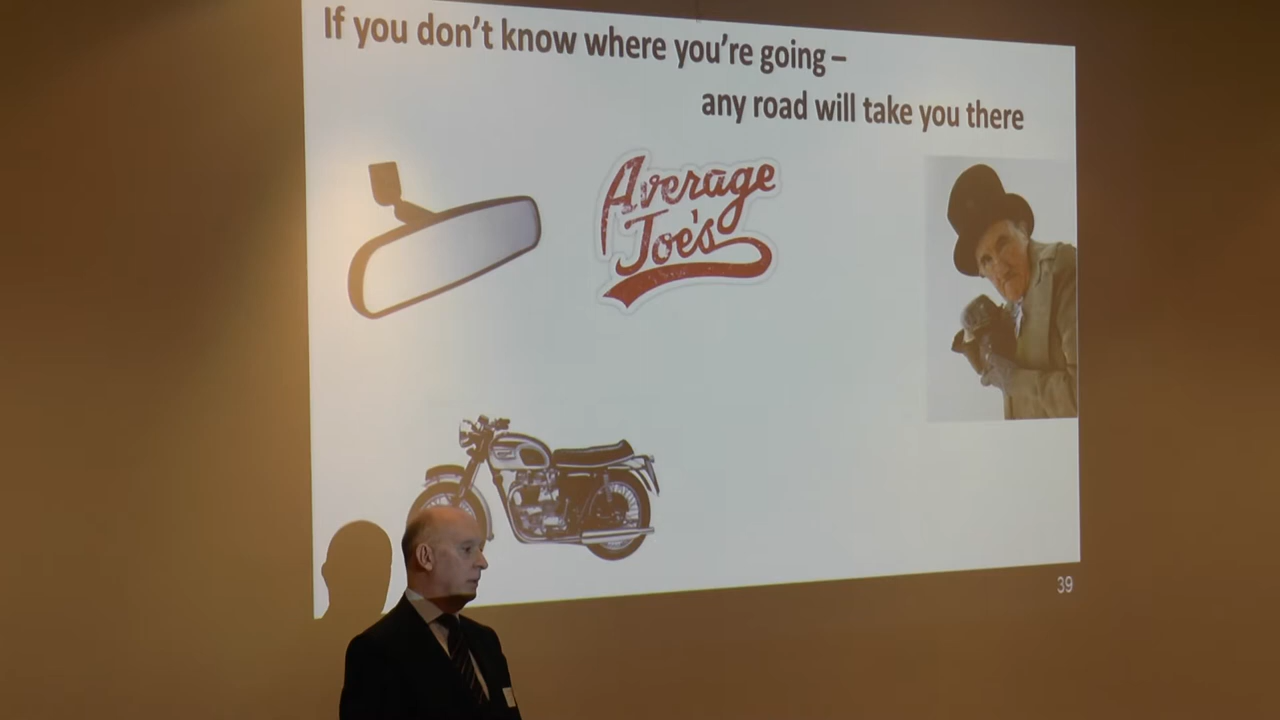 If you don’t know where you’re going –
any road will take you there
Average
Joe's
39